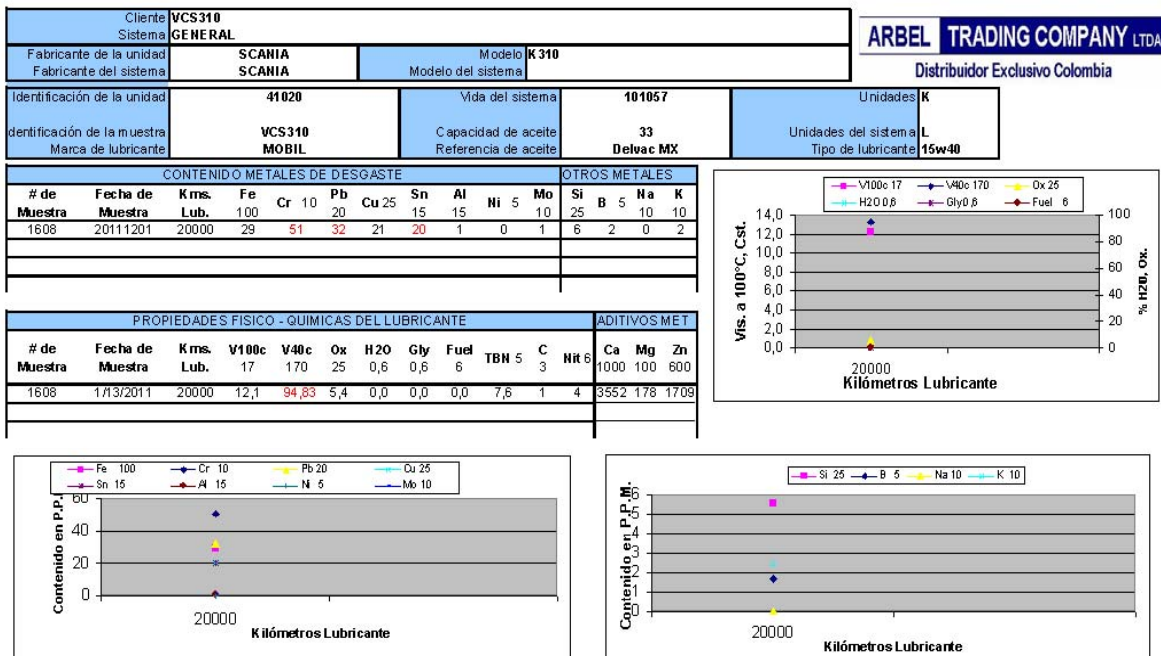 Cliente VCS310
Sistema GENERAL
Fabricante de la unidad SCANIA Modelo K 310
Fabricante del sistema SCANIA Modelo del sistema
ARBEL TRADING COMPANY LTDA
Distribuidor Exclusivo Colombia
Identificación de la unidad 41020 Vida del sistema 101057 Unidades K
dentificación de la muestra VCS310 Capacidad de aceite 33 Unidades del sistema L
Marca de lubricante MOBIL Referencia de aceite Delvac MX Tipo de lubricante 15w40
CONTENIDO METALES DE DESGASTE OTROS METALES
# de Muestra Fecha de Muestra Kms. Lub. Fe 100 Cr 10 Pb 20 Cu 25 Sn 15 Al 15 Ni 5 Mo 10 Si 25 B 5 Na 10 K 10
1608 20111201 20000 29 51 32 21 20 1 0 1 6 2 0 2
PROPIEDADES FISICO - QUIMICAS DEL LUBRICANTE ADITIVOS MET
# de Muestra Fecha de Muestra Kms. Lub. V100c 17 V40c 170 Ox 25 H2O 0,6 Gly 0,6 Fuel 6 TBN 5 C 3 Nit 6 Ca 1000 Mg 100 Zn 600
1608 1/13/2011 20000 12,1 94,83 5,4 0,0 0,0 0,0 7,6 1 4 3552 178 1709
V100c 17 V40c 170 Ox 25
H2O 0,6 Gly0,6 Fuel 6
Vis. a 100°C, Cst.
14,0
12,0
10,0
8,0
6,0
4,0
2,0
0,0
100
80
60
40
20
0
% H2O, Ox.
20000
Kilómetros Lubricante
Fe 100 Cr 10 Pb 20 Cu 25
Sn 15 Al 15 Ni 5 Mo 10
Contenido en P.P.M.
60
40
20
0
20000
Kilómetros Lubricante
Si 25 B 5 Na 10 K 10
Contenido en P.P.M.
6
5
4
3
2
1
0
20000
Kilómetros Lubricante